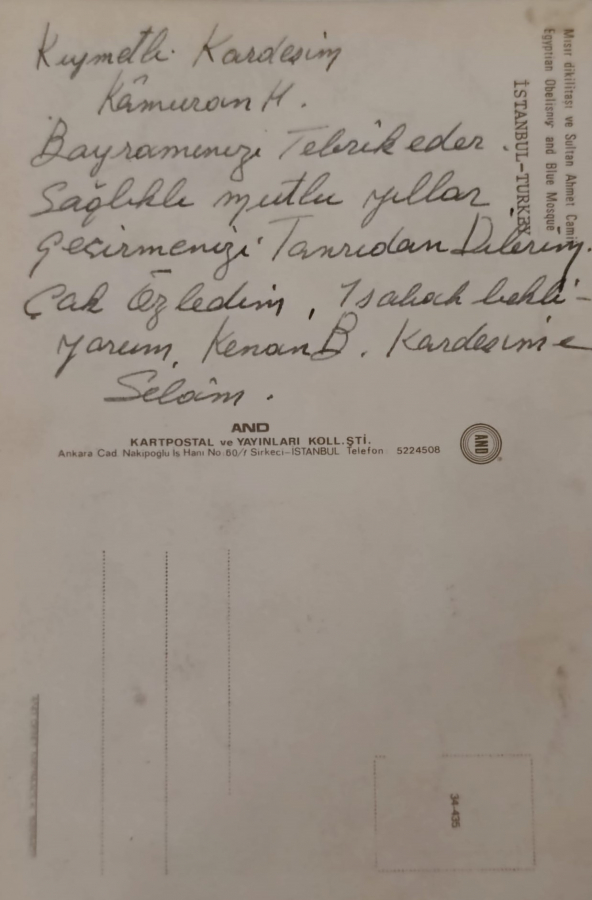 Kıymetli Kardeşim
Kâmuran H.
Bayramınızı Tebrik eder.
Sağlıklı mutlu yıllar
geçirmenizi Tanrıdan Dilerim.
Çok Özledim, bekli-
yorum, Kenan B. Kardeşime
Selâm.
Mısır dikilitaşı ve Sultan Ahmet Camii
Egyptian Obelisny and Blue Mosque
İSTANBUL-TURKEY
AND
KARTPOSTAL ve YAYINLARI KOLL.ŞTİ.
Ankara Cad. Nakipoğlu İş Hanı No:60/1 Sirkeci-İSTANBUL Telefon: 5224508
AND
34-435